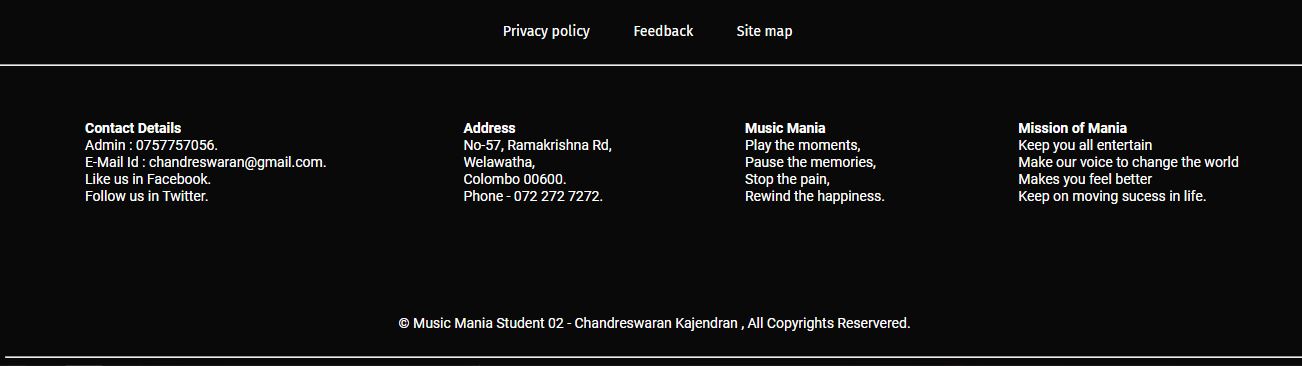 Privacy policy Feedback Site map
Contact Details
Admin : 0757757056.
E-Mail Id : chandreswaran@gmail.com.
Like us in Facebook.
Follow us in Twitter.
Address
No-57, Ramakrishna Rd,
Welawatha,
Colombo 00600.
Phone - 072 272 7272.
Music Mania
Play the moments,
Pause the memories,
Stop the pain,
Rewind the happiness.
Mission of Mania
Keep you all entertain
Make our voice to change the world
Makes you feel better
Keep on moving sucess in life.
© Music Mania Student 02 - Chandreswaran Kajendran , All Copyrights Reservered.